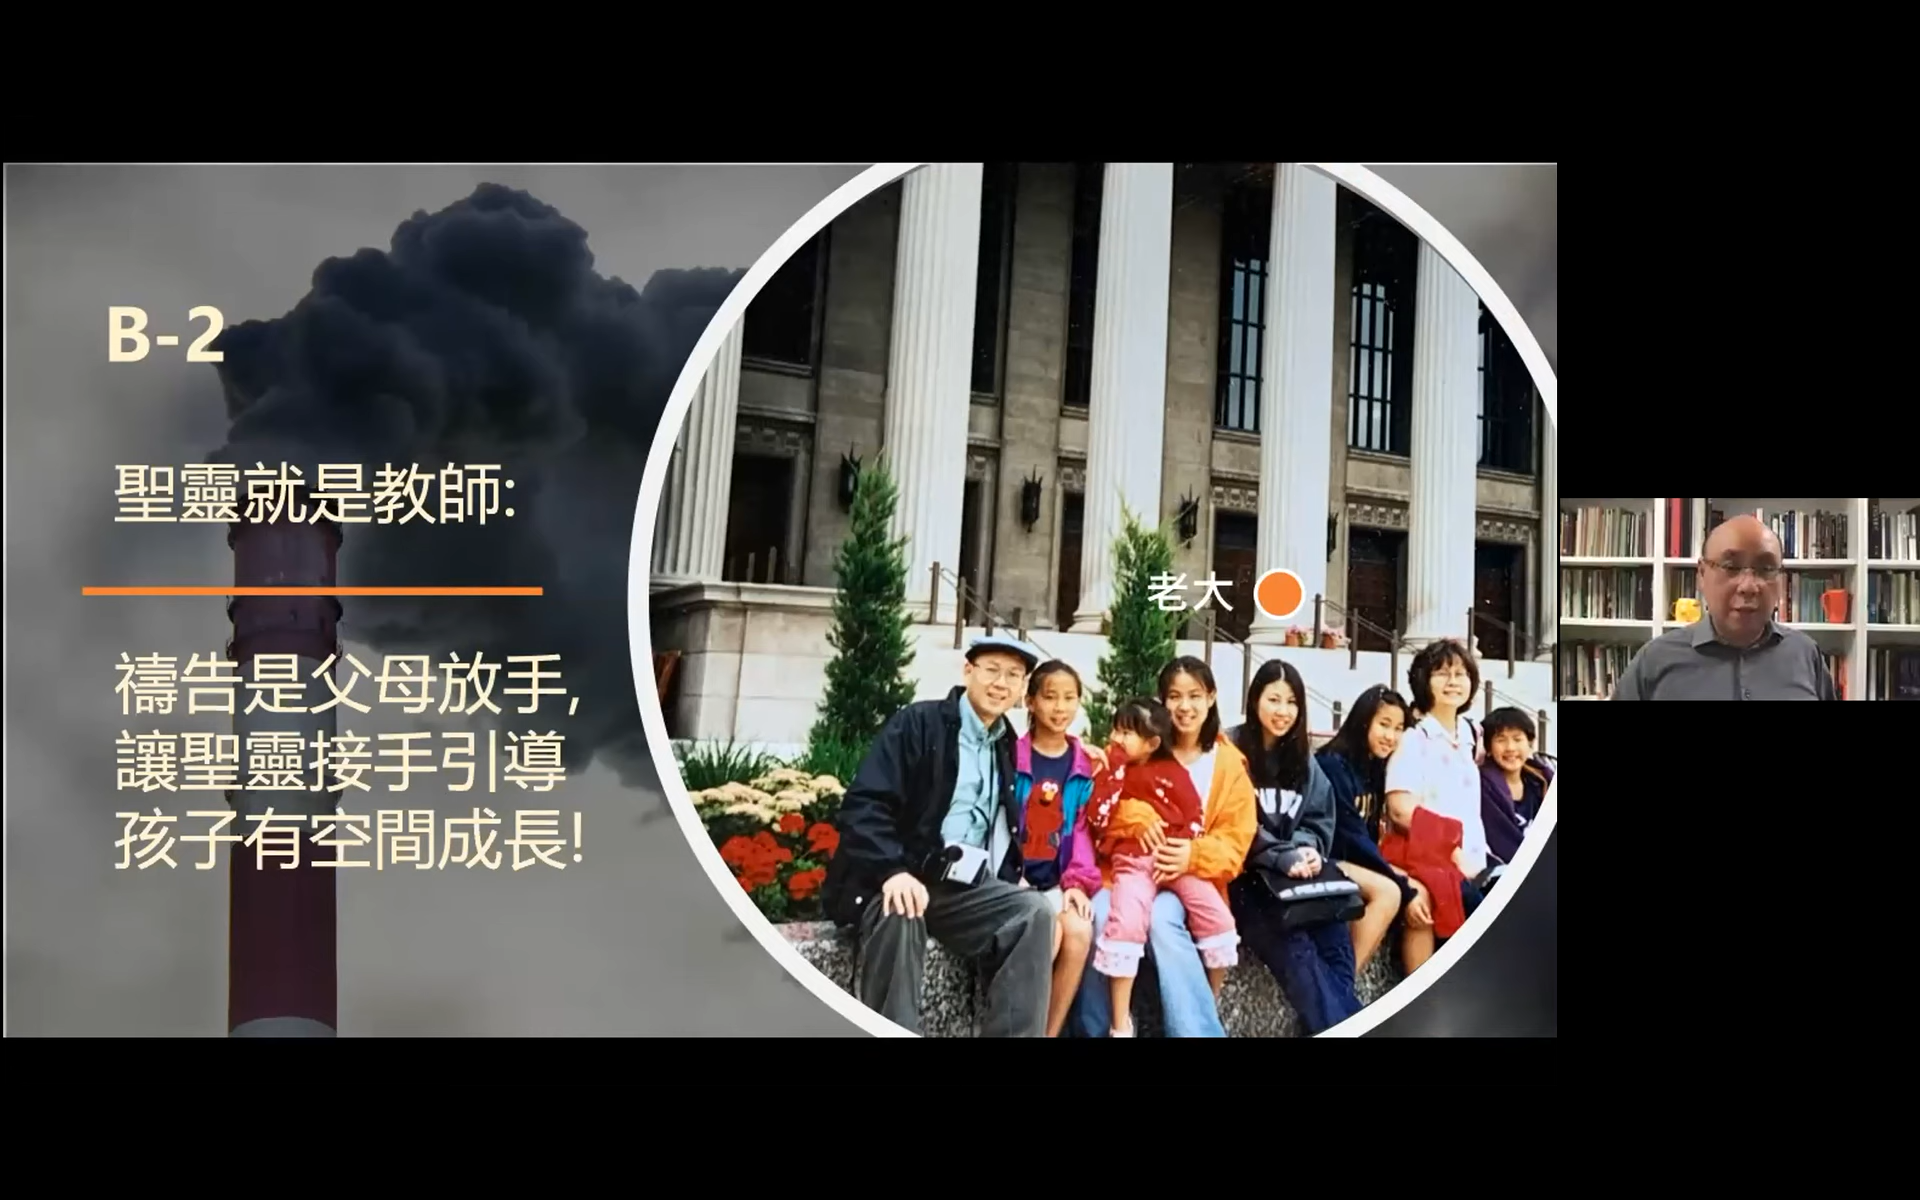 B-2
聖靈就是教師:
禱告是父母放手,
讓聖靈接手引導
孩子有空間成長!
老大